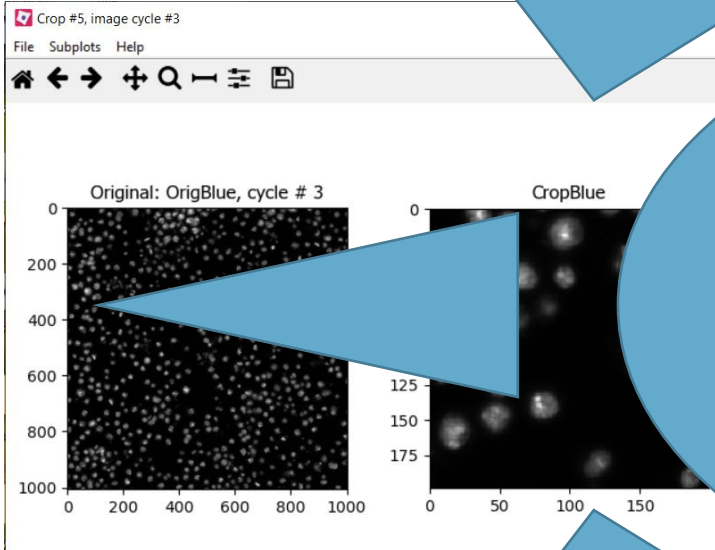 Crop #5, image cycle #3
File Subplots Help
Original: OrigBlue, cycle # 3
CropBlue
0
200
400
600
800
1000
0 200 400 600 800 1000
0
125
150
175
0 50 100 150